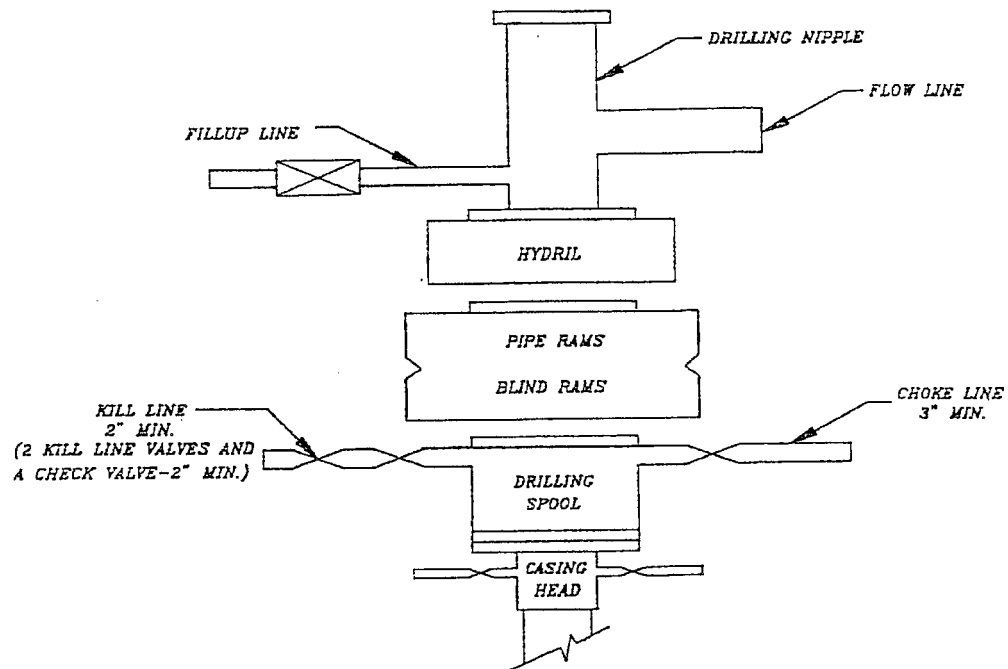 DRILLING NIPPLE
FLOW LINE
FILLUP LINE
HYDRIL
PIPE RAMS
BLIND RAMS
KILL LINE
2" MIN.
(2 KILL LINE VALVES AND
A CHECK VALVE-2" MIN.)
CHOKE LINE
3" MIN.
DRILLING
SPOOL
CASING
HEAD